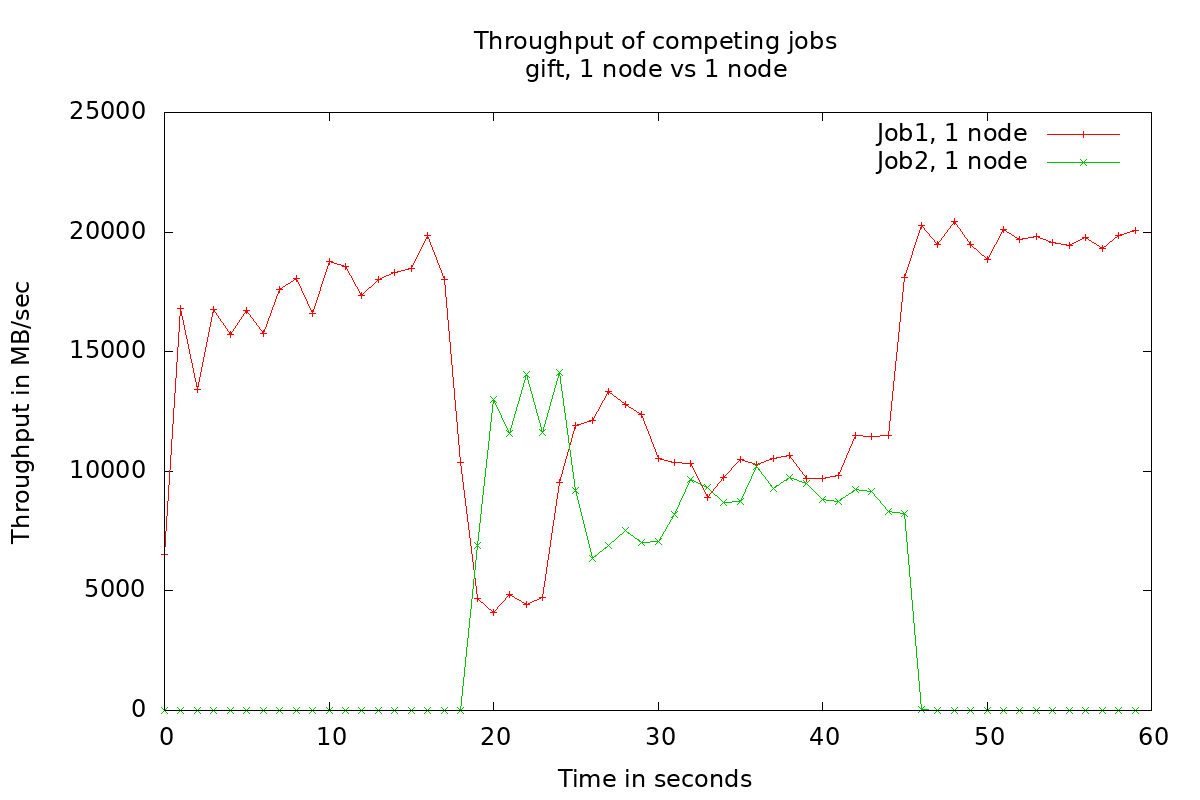 Throughput of competing jobs
gift, 1 node vs 1 node
Job1, 1 node
Job2, 1 node
Throughput in MB/sec
25000
20000
15000
10000
5000
0
0 10 20 30 40 50 60
Time in seconds